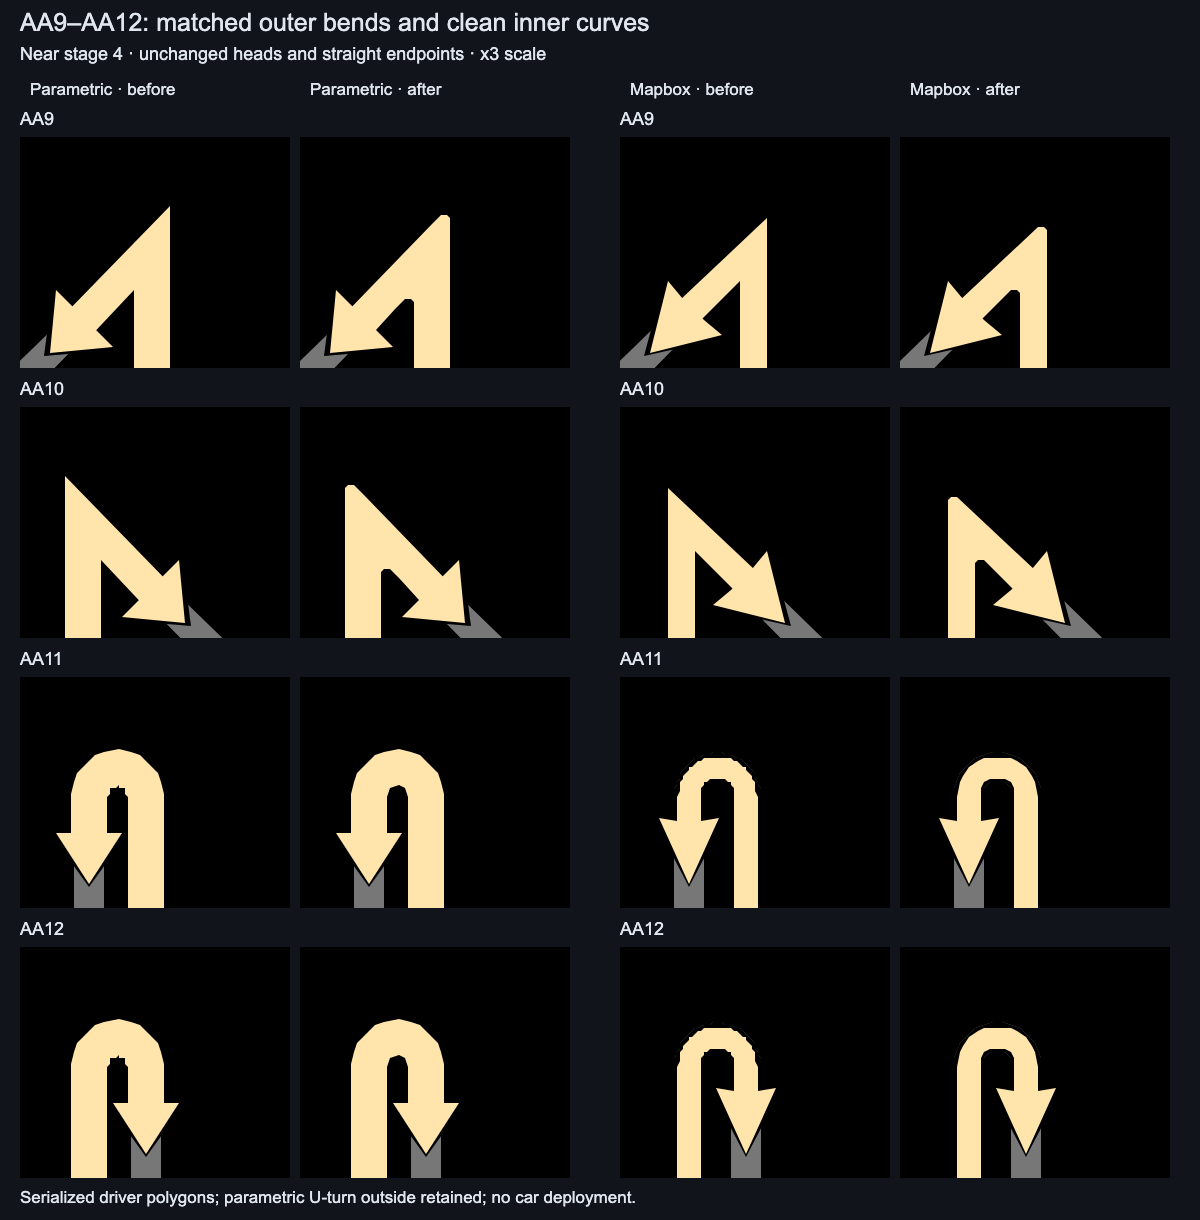 AA9–AA12: matched outer bends and clean inner curves
Near stage 4 · unchanged heads and straight endpoints · x3 scale
Parametric · before
Parametric · after
Mapbox · before
Mapbox · after
AA9
AA9
AA10
AA10
AA11
AA11
AA12
AA12
Serialized driver polygons; parametric U-turn outside retained; no car deployment.